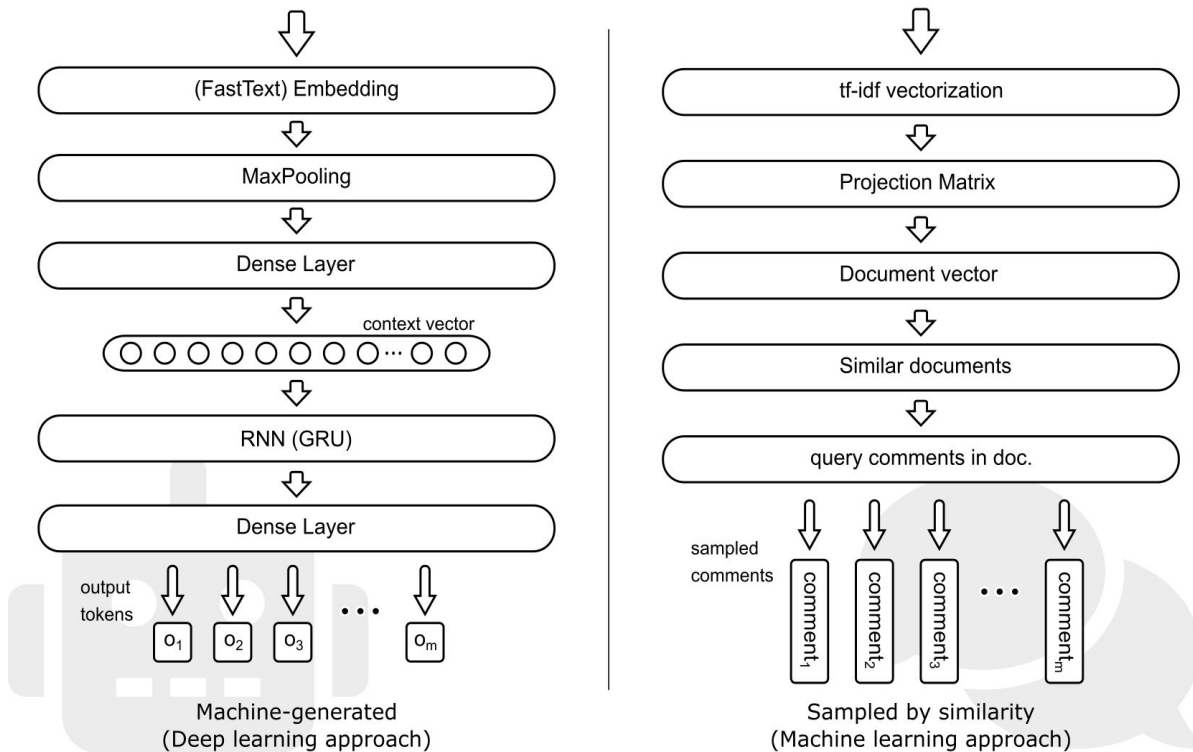 (FastText) Embedding
MaxPooling
Dense Layer
context vector
...
RNN (GRU)
Dense Layer
output
tokens
o1 o2 o3 ... om
Machine-generated
(Deep learning approach)
tf-idf vectorization
Projection Matrix
Document vector
Similar documents
query comments in doc.
sampled
comments
comment1 comment2 comment3 ... commentm
Sampled by similarity
(Machine learning approach)